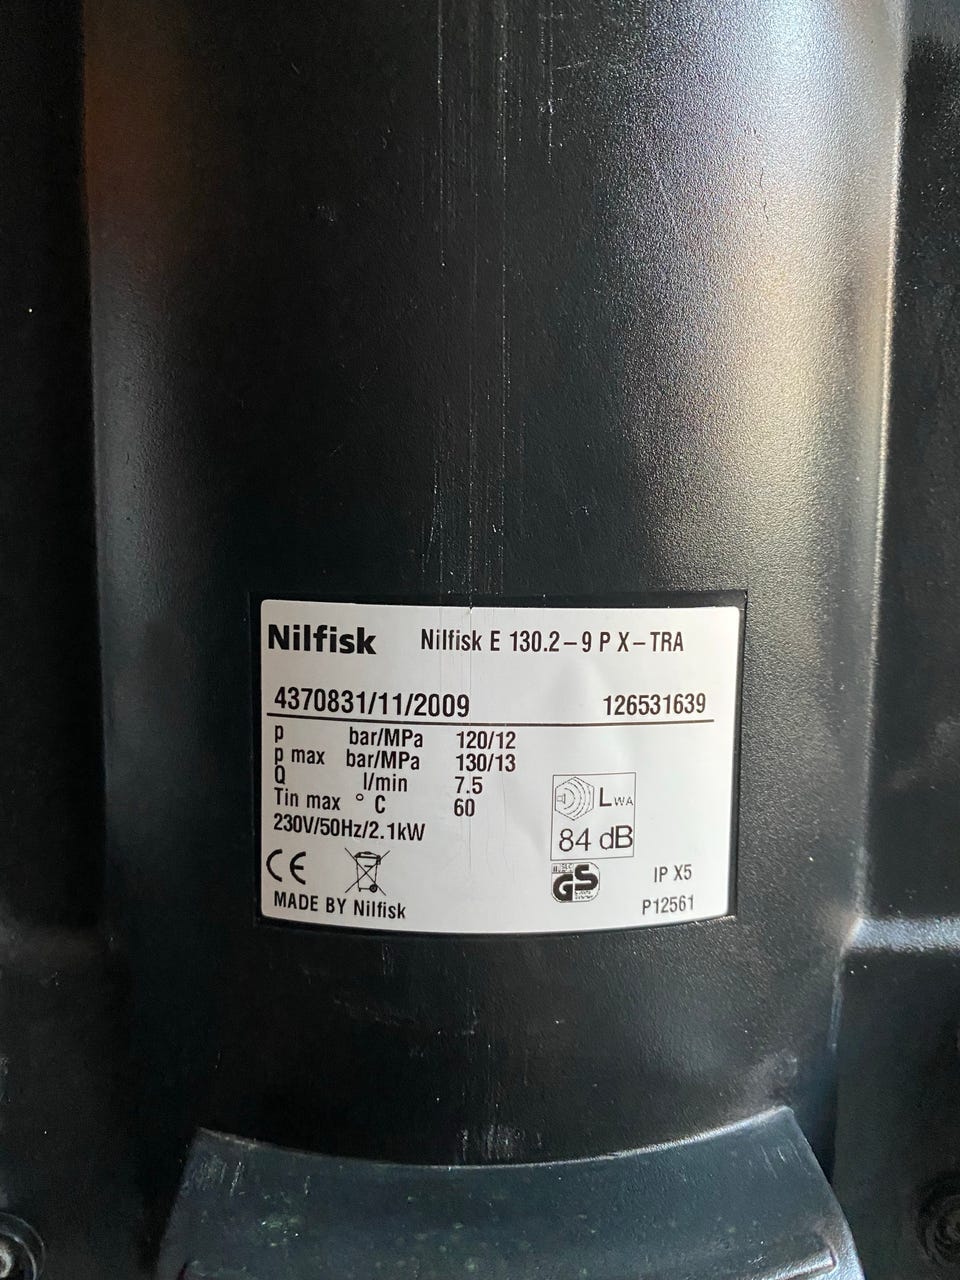 Nilfisk Nilfisk E 130.2-9 P X-TRA
4370831/11/2009 126531639
p bar/MPa 120/12
p max bar/MPa 130/13
Q l/min 7.5
Tin max °C 60
230V/50Hz/2.1kW
LWA
84 dB
CE
GS
IP X5
MADE BY Nilfisk
P12561